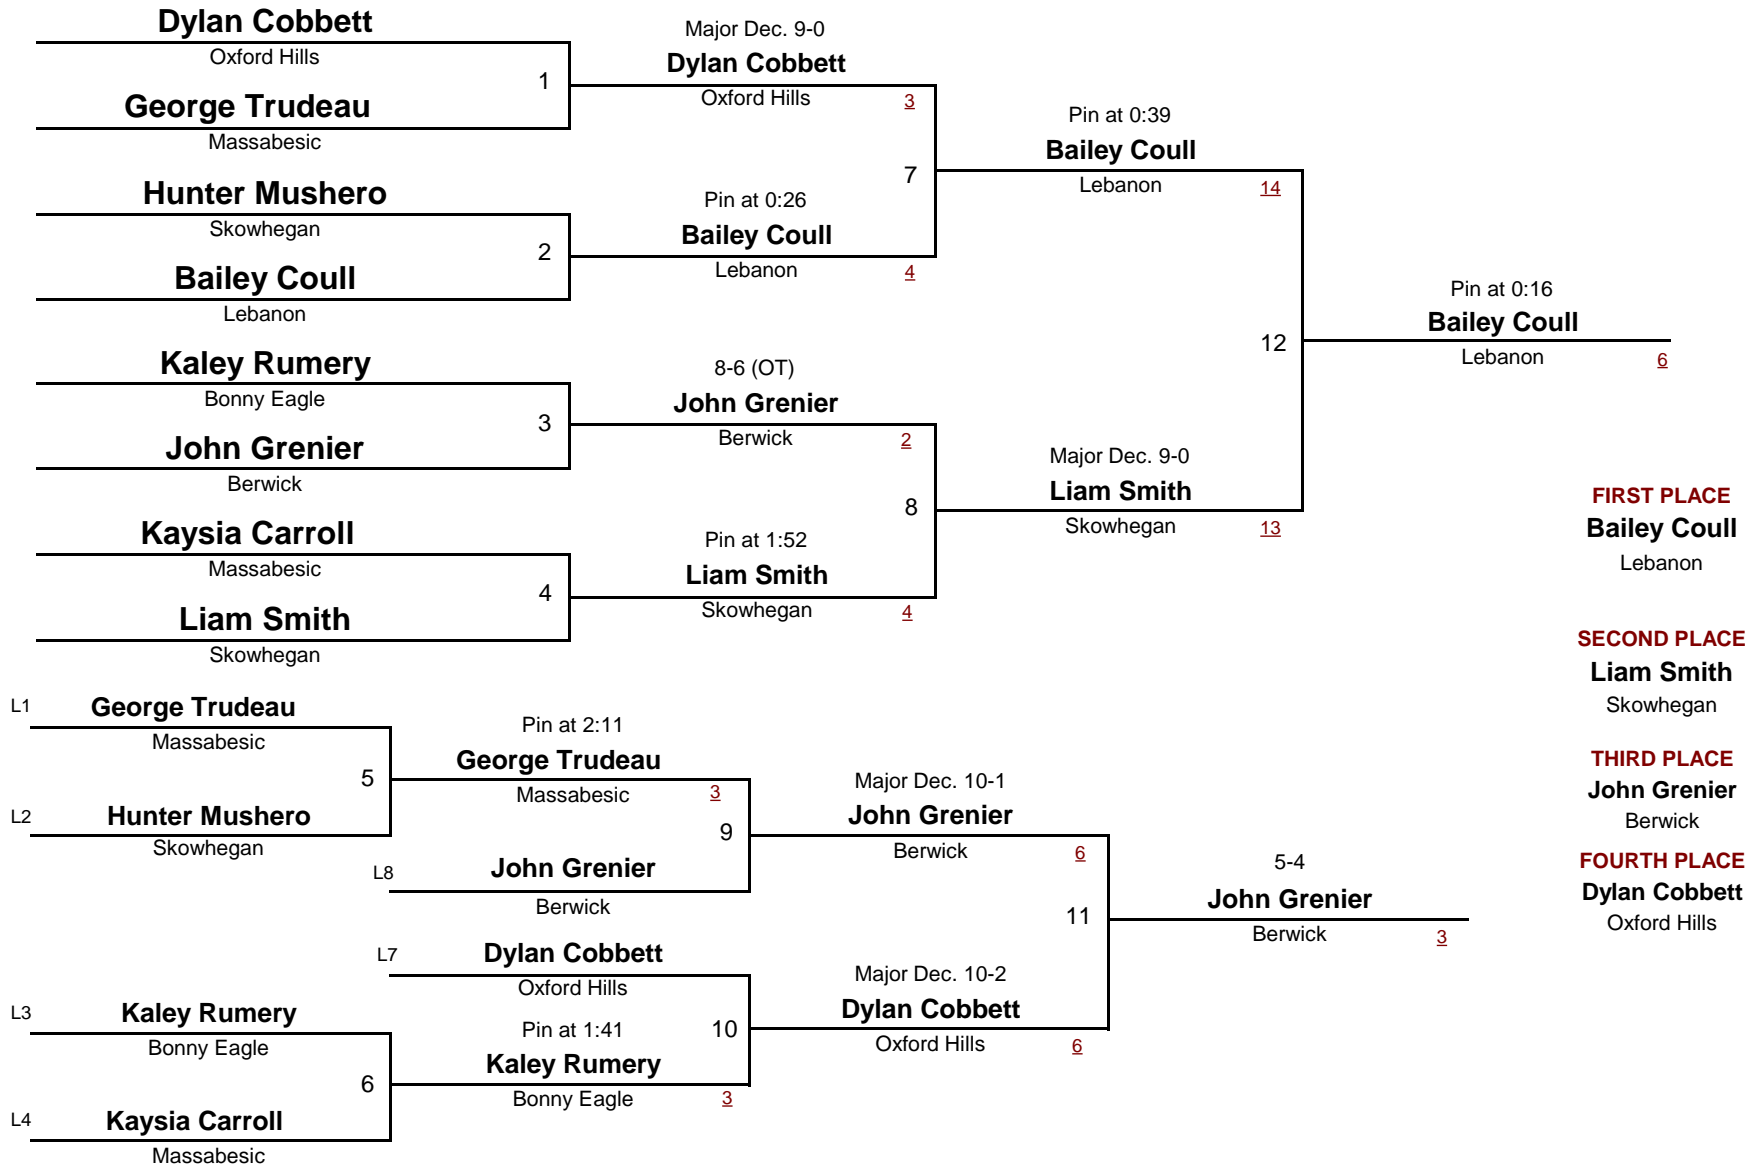 Dylan Cobbett
Oxford Hills
1
George Trudeau
Massabesic
Hunter Mushero
Skowhegan
2
Bailey Coull
Lebanon
Kaley Rumery
Bonny Eagle
3
John Grenier
Berwick
Kaysia Carroll
Massabesic
4
Liam Smith
Skowhegan
Major Dec. 9-0
Dylan Cobbett
Oxford Hills
3
7
Pin at 0:26
Bailey Coull
Lebanon
4
8-6 (OT)
John Grenier
Berwick
2
8
Pin at 1:52
Liam Smith
Skowhegan
4
Pin at 0:39
Bailey Coull
Lebanon
14
12
Major Dec. 9-0
Liam Smith
Skowhegan
13
Pin at 0:16
Bailey Coull
Lebanon
6
FIRST PLACE
Bailey Coull
Lebanon
SECOND PLACE
Liam Smith
Skowhegan
THIRD PLACE
John Grenier
Berwick
FOURTH PLACE
Dylan Cobbett
Oxford Hills
L1
George Trudeau
Massabesic
5
L2
Hunter Mushero
Skowhegan
L3
Kaley Rumery
Bonny Eagle
6
L4
Kaysia Carroll
Massabesic
Pin at 2:11
George Trudeau
Massabesic
3
9
L8
John Grenier
Berwick
L7
Dylan Cobbett
Oxford Hills
10
Pin at 1:41
Kaley Rumery
Bonny Eagle
3
Major Dec. 10-1
John Grenier
Berwick
6
11
Major Dec. 10-2
Dylan Cobbett
Oxford Hills
6
5-4
John Grenier
Berwick
3